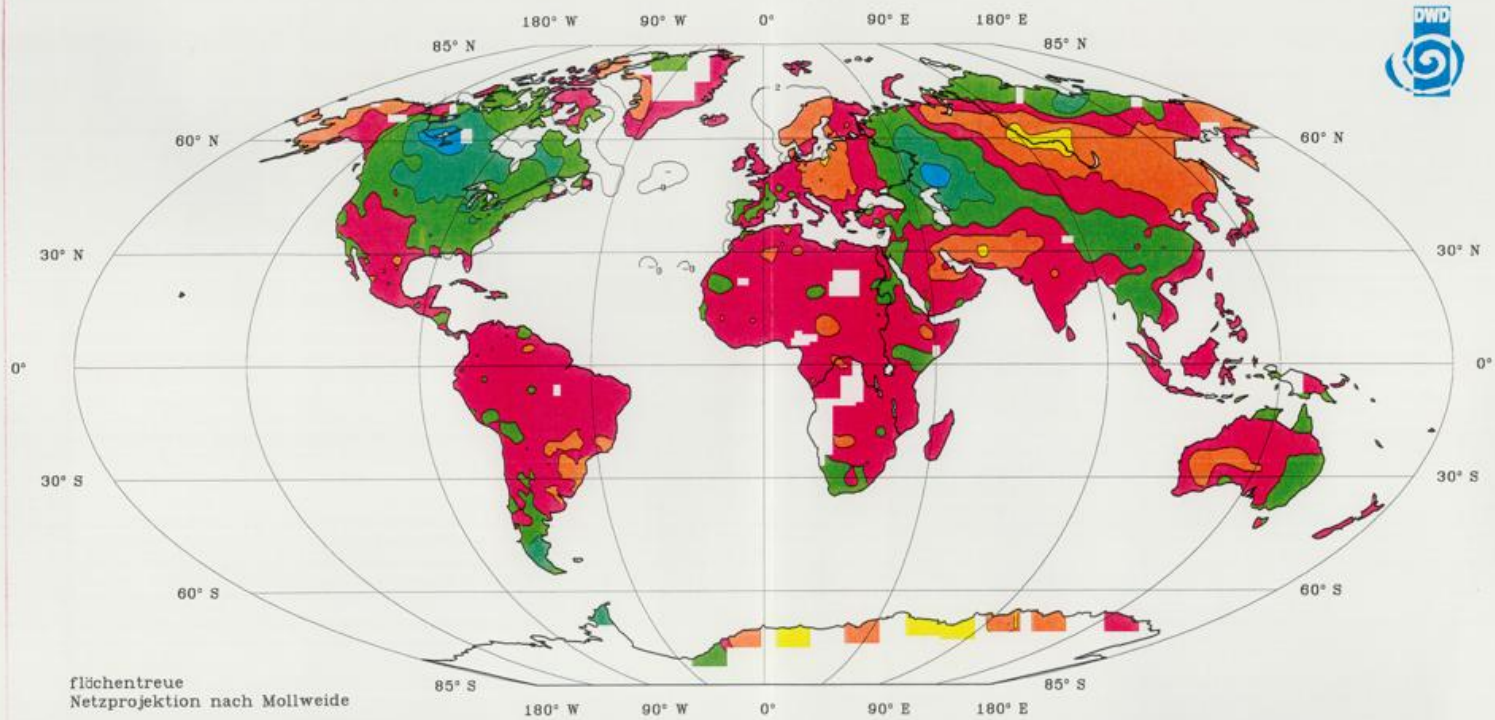 180° W 90° W 0° 90° E 180° E
85° N 85° N
DWD
60° N 60° N
30° N 30° N
0° 0°
30° S 30° S
60° S 60° S
85° S 85° S
flächentreue
Netzprojektion nach Mollweide
180° W 90° W 0° 90° E 180° E